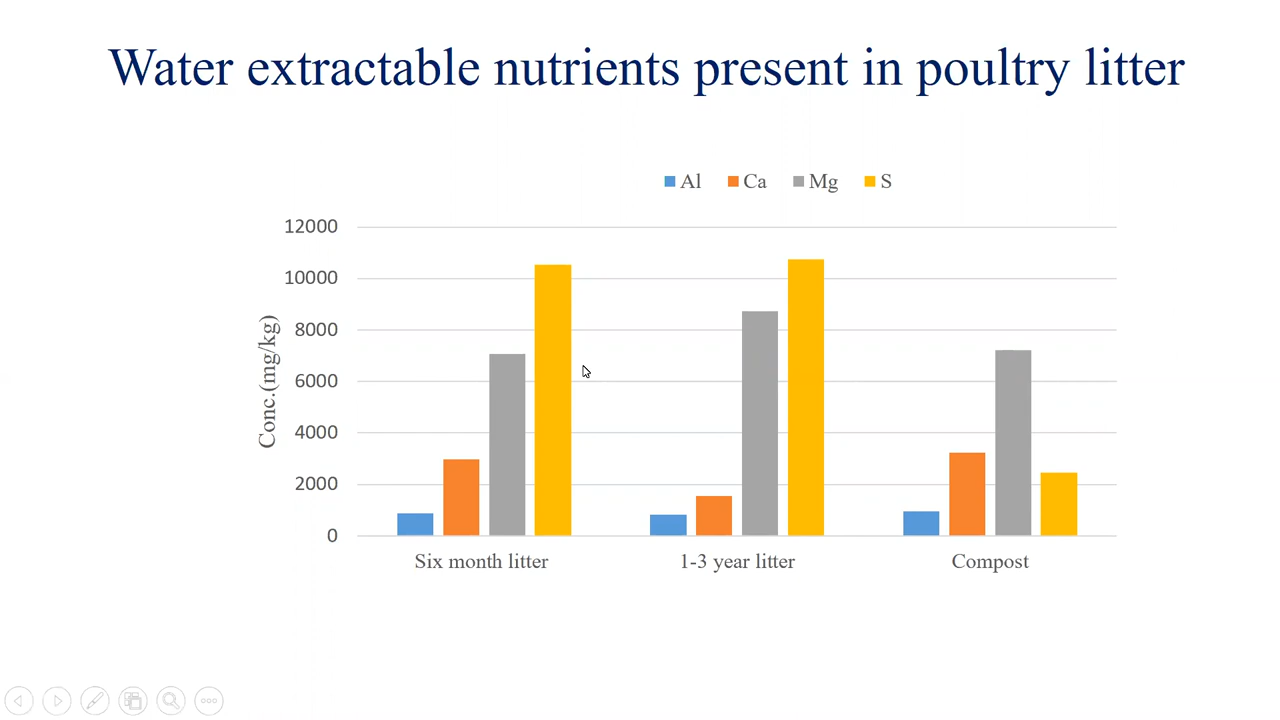 Water extractable nutrients present in poultry litter
Al Ca Mg S
12000
10000
8000
6000
4000
2000
0
Conc.(mg/kg)
Six month litter 1-3 year litter Compost